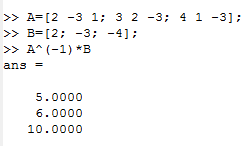 >> A=[2 -3 1; 3 2 -3; 4 1 -3];
>> B=[2; -3; -4];
>> A^(-1)*B
ans =
5.0000
6.0000
10.0000